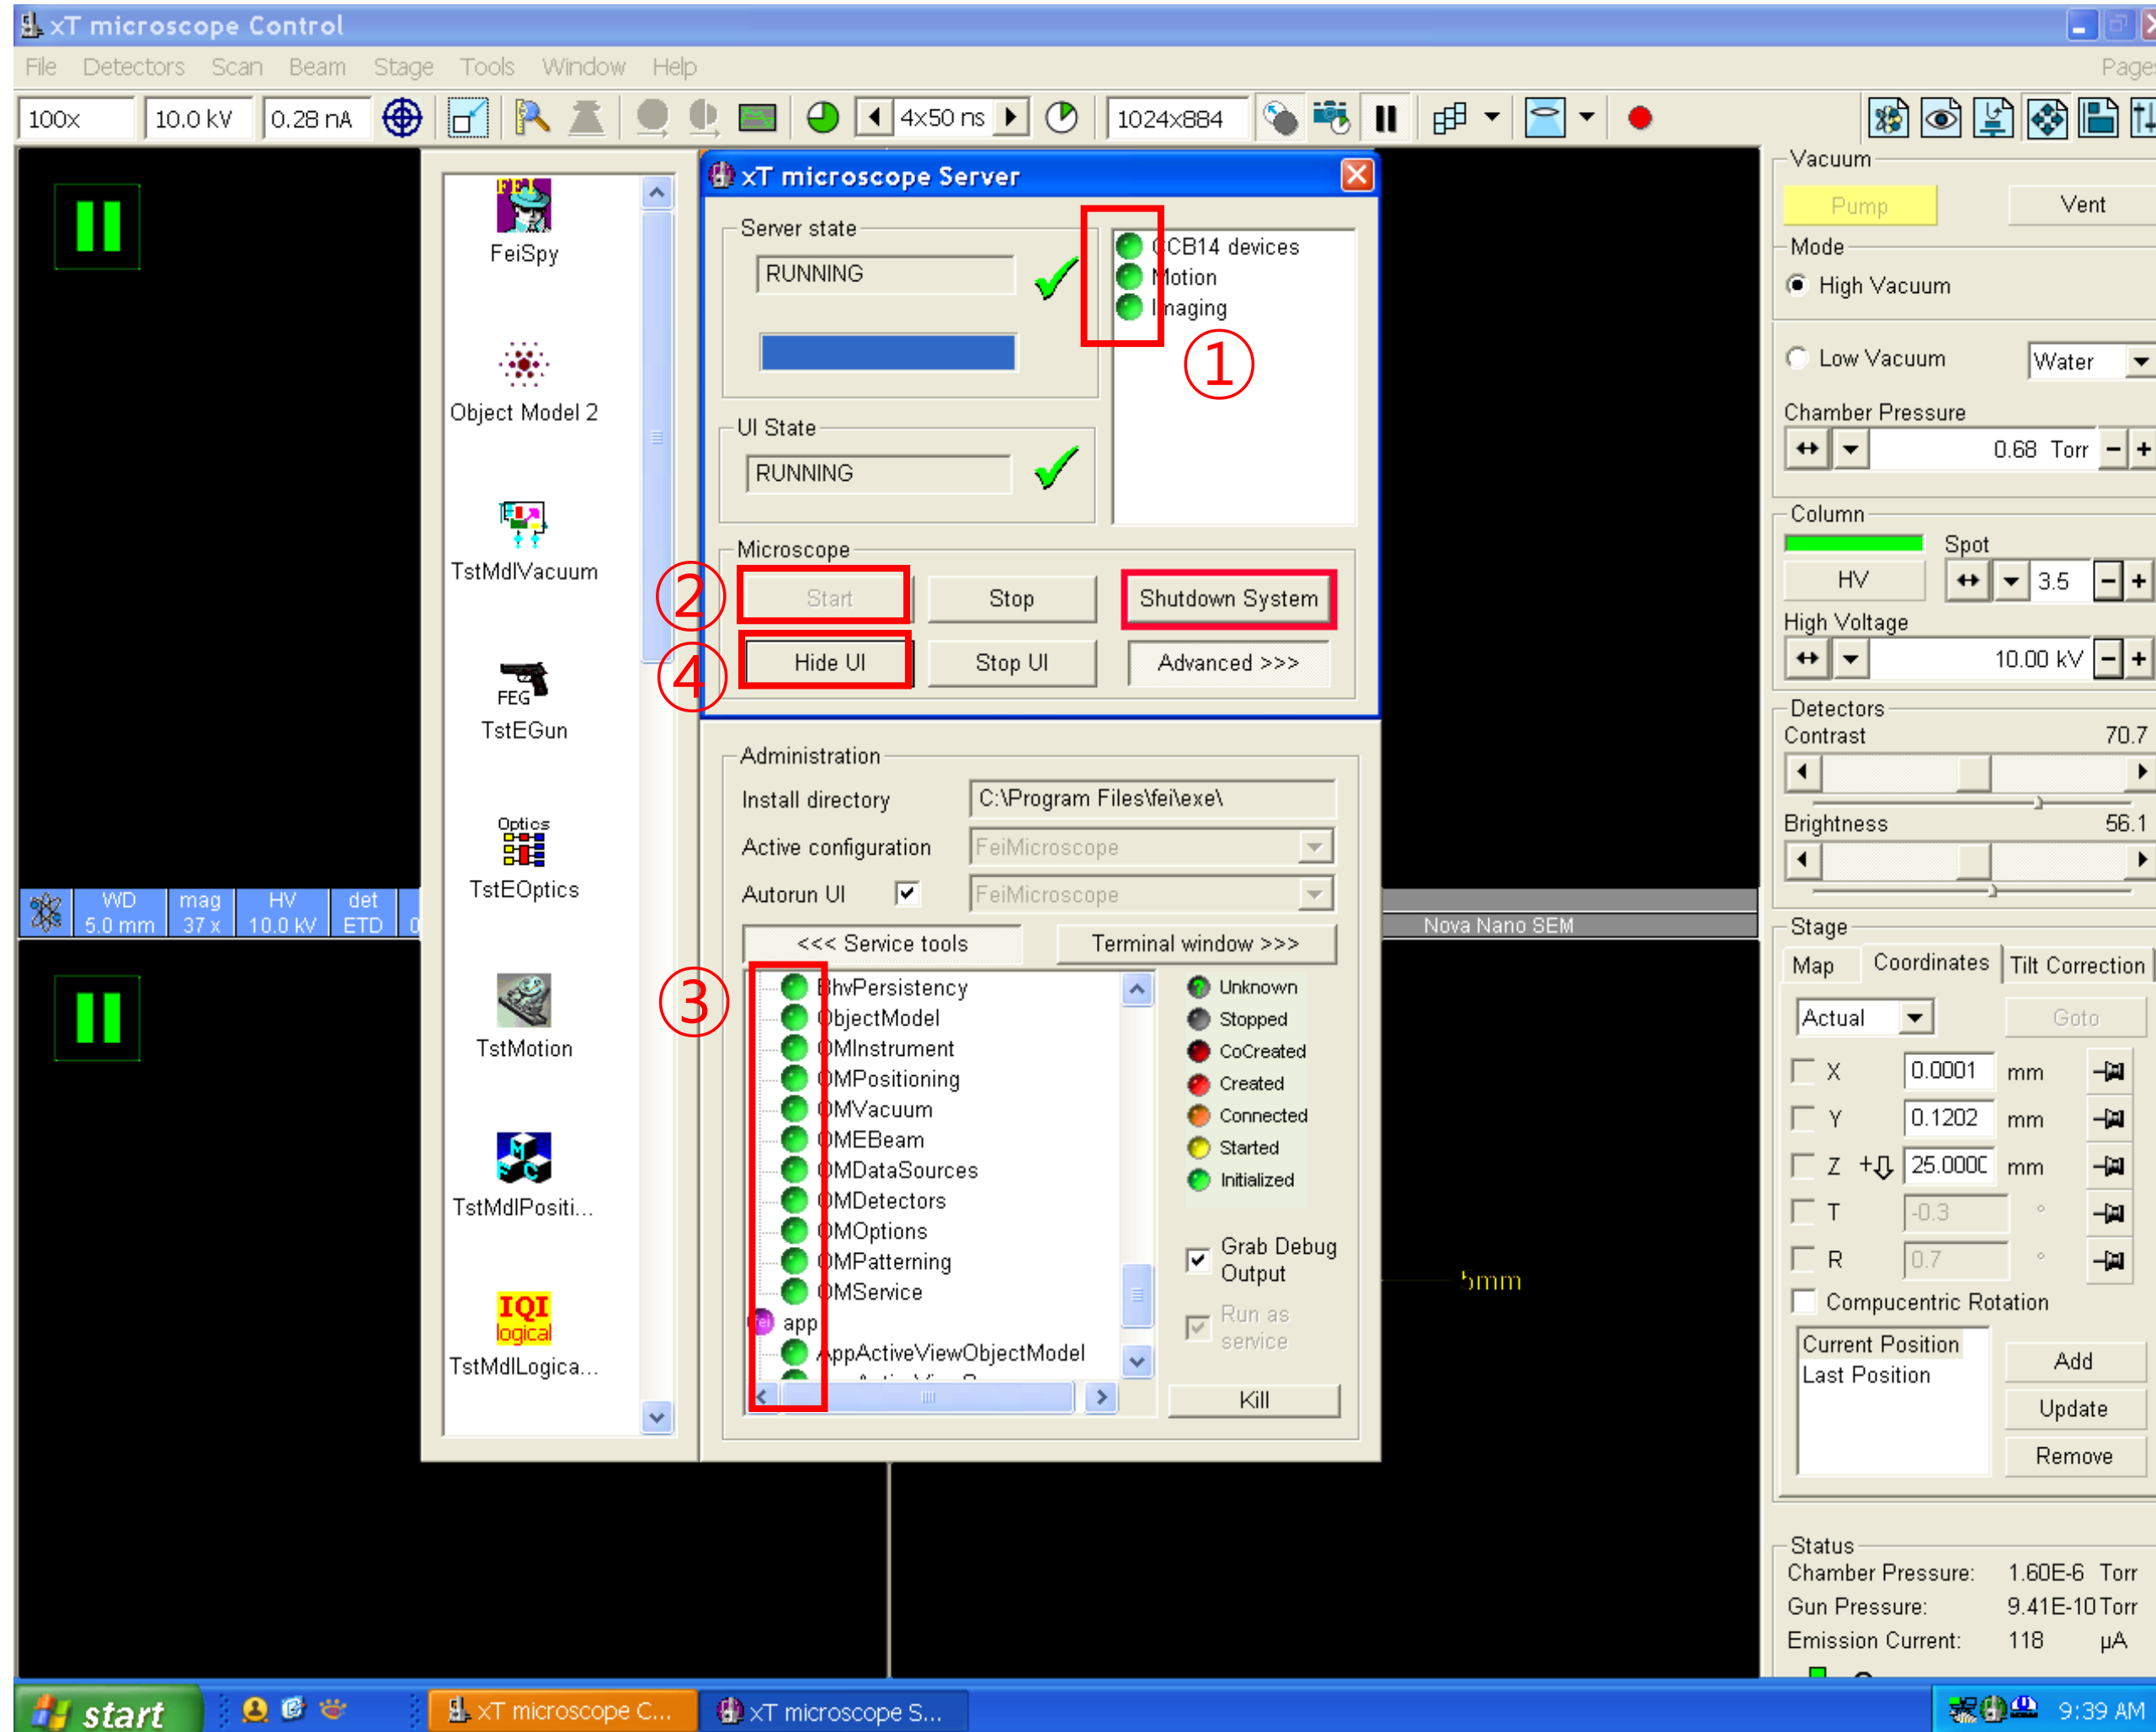 xT microscope Control
File Detectors Scan Beam Stage Tools Window Help
Pages
100x 10.0 kV 0.28 nA 4x50 ns 1024x884
FEI
FeiSpy
Object Model 2
TstMdlVacuum
FEG
TstEGun
Optics
TstEOptics
TstMotion
M
S C
TstMdlPositi...
IQI
logical
TstMdlLogica...
WD mag HV det
5.0 mm 37 x 10.0 kV ETD
xT microscope Server
Server state
RUNNING
CCB14 devices
Motion
Imaging
①
UI State
RUNNING
Microscope
② Start Stop Shutdown System
④ Hide UI Stop UI Advanced >>>
Administration
Install directory C:\Program Files\fei\exe\
Active configuration FeiMicroscope
Autorun UI FeiMicroscope
<<< Service tools Terminal window >>>
③
BhvPersistency
ObjectModel
OMInstrument
OMPositioning
OMVacuum
OMEBeam
OMDataSources
OMDetectors
OMOptions
OMPatterning
OMService
fei app
AppActiveViewObjectModel
? Unknown
Stopped
CoCreated
Created
Connected
Started
Initialized
Grab Debug
Output
Run as
service
Kill
Nova Nano SEM
5mm
Vacuum
Pump Vent
Mode
High Vacuum
Low Vacuum Water
Chamber Pressure
0.68 Torr - +
Column
Spot
HV 3.5 - +
High Voltage
10.00 kV - +
Detectors
Contrast 70.7
Brightness 56.1
Stage
Map Coordinates Tilt Correction
Actual Goto
X 0.0001 mm
Y 0.1202 mm
Z + 25.0000 mm
T -0.3 °
R 0.7 °
Compucentric Rotation
Current Position
Last Position
Add
Update
Remove
Status
Chamber Pressure: 1.60E-6 Torr
Gun Pressure: 9.41E-10 Torr
Emission Current: 118 µA
start xT microscope C... xT microscope S... 9:39 AM